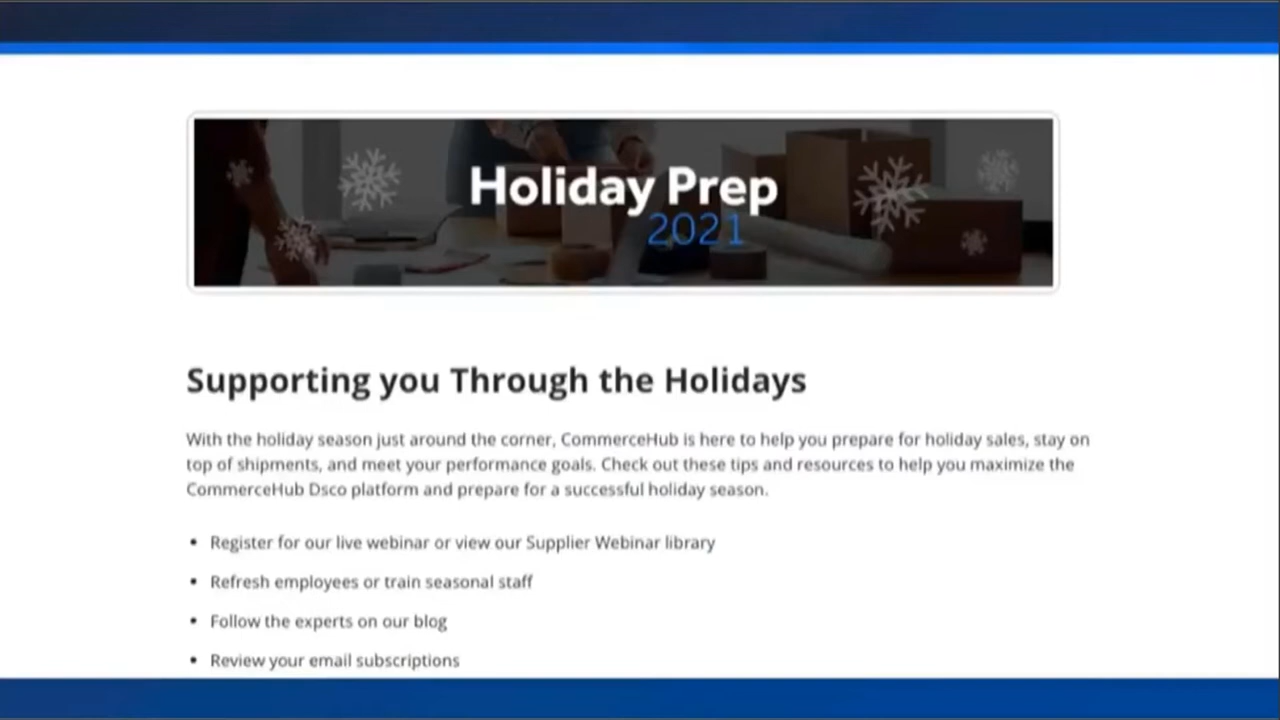 Holiday Prep
2021
Supporting you Through the Holidays
With the holiday season just around the corner, CommerceHub is here to help you prepare for holiday sales, stay on
top of shipments, and meet your performance goals. Check out these tips and resources to help you maximize the
CommerceHub Dsco platform and prepare for a successful holiday season.
• Register for our live webinar or view our Supplier Webinar library
• Refresh employees or train seasonal staff
• Follow the experts on our blog
• Review your email subscriptions